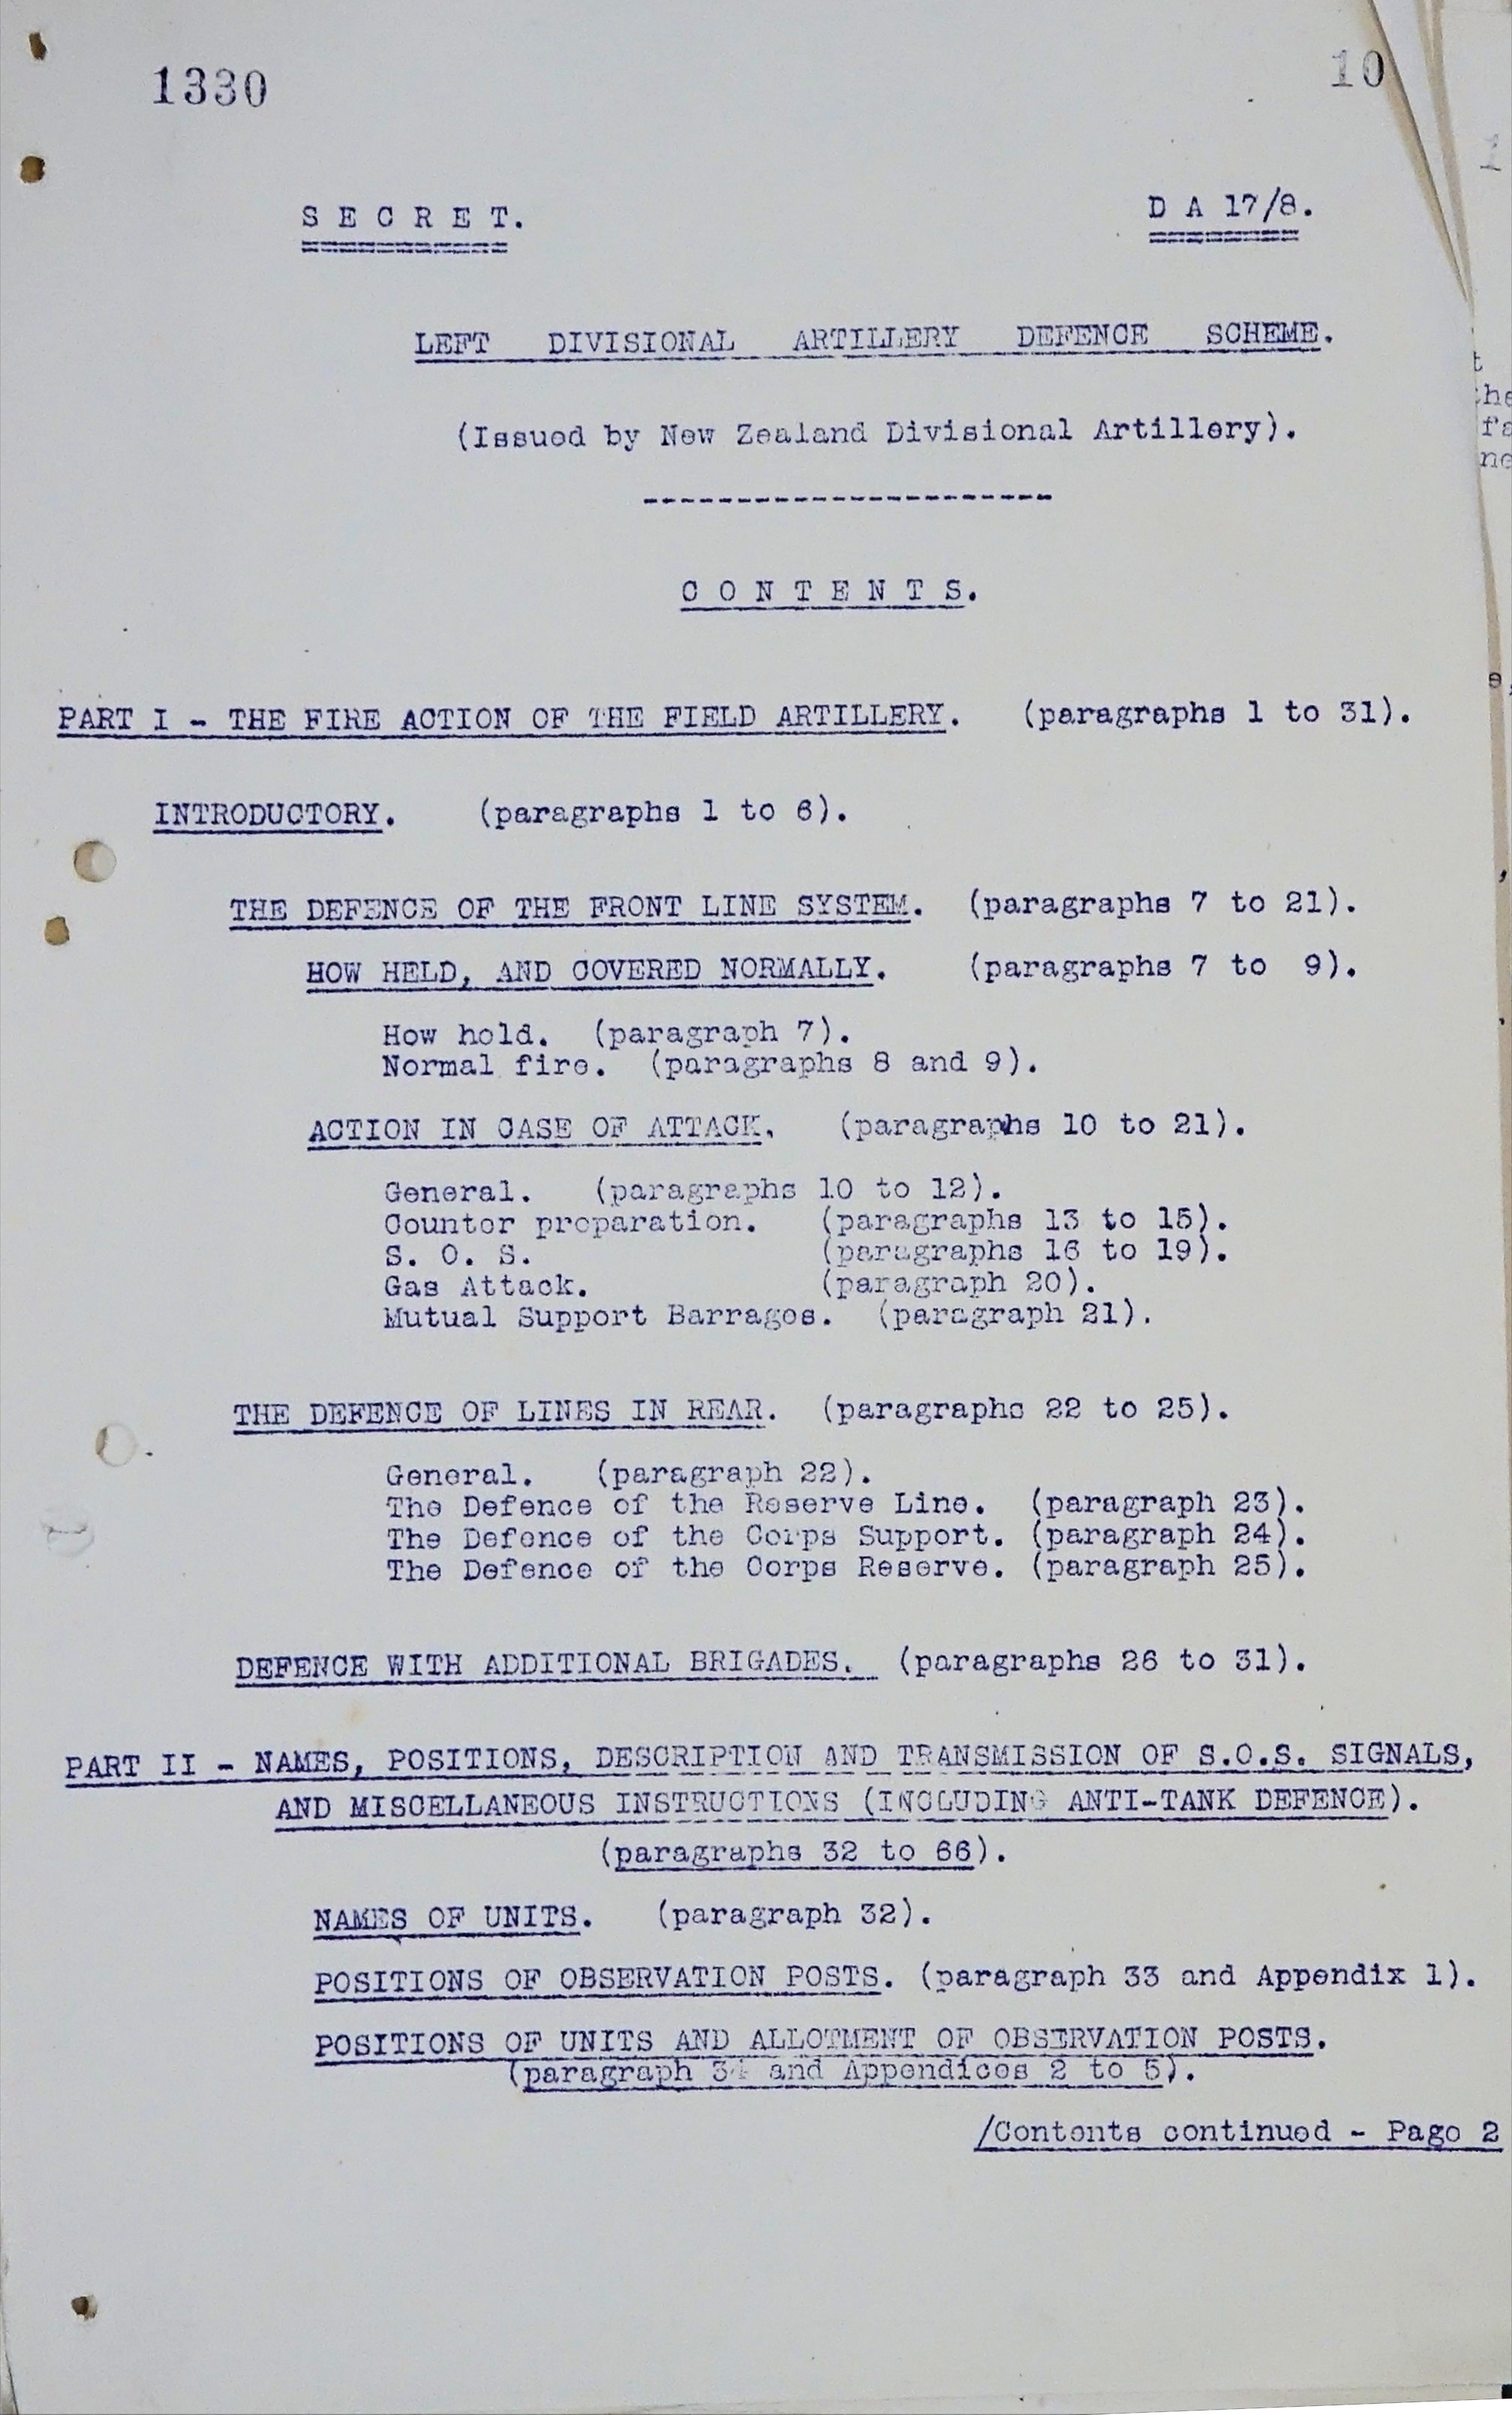 1330
10
S E C R E T.
D A 17/8.
LEFT DIVISIONAL ARTILLERY DEFENCE SCHEME.
(Issued by New Zealand Divisional Artillery).
----------------------
C O N T E N T S.
PART I - THE FIRE ACTION OF THE FIELD ARTILLERY. (paragraphs 1 to 31).
INTRODUCTORY. (paragraphs 1 to 6).
THE DEFENCE OF THE FRONT LINE SYSTEM. (paragraphs 7 to 21).
HOW HELD, AND COVERED NORMALLY. (paragraphs 7 to 9).
How held. (paragraph 7).
Normal fire. (paragraphs 8 and 9).
ACTION IN CASE OF ATTACK. (paragraphs 10 to 21).
General. (paragraphs 10 to 12).
Counter preparation. (paragraphs 13 to 15).
S. O. S. (paragraphs 16 to 19).
Gas Attack. (paragraph 20).
Mutual Support Barrages. (paragraph 21).
THE DEFENCE OF LINES IN REAR. (paragraphs 22 to 25).
General. (paragraph 22).
The Defence of the Reserve Line. (paragraph 23).
The Defence of the Corps Support. (paragraph 24).
The Defence of the Corps Reserve. (paragraph 25).
DEFENCE WITH ADDITIONAL BRIGADES. (paragraphs 26 to 31).
PART II - NAMES, POSITIONS, DESCRIPTION AND TRANSMISSION OF S.O.S. SIGNALS,
AND MISCELLANEOUS INSTRUCTIONS (INCLUDING ANTI-TANK DEFENCE).
(paragraphs 32 to 66).
NAMES OF UNITS. (paragraph 32).
POSITIONS OF OBSERVATION POSTS. (paragraph 33 and Appendix 1).
POSITIONS OF UNITS AND ALLOTMENT OF OBSERVATION POSTS.
(paragraph 34 and Appendices 2 to 5).
/Contents continued - Page 2